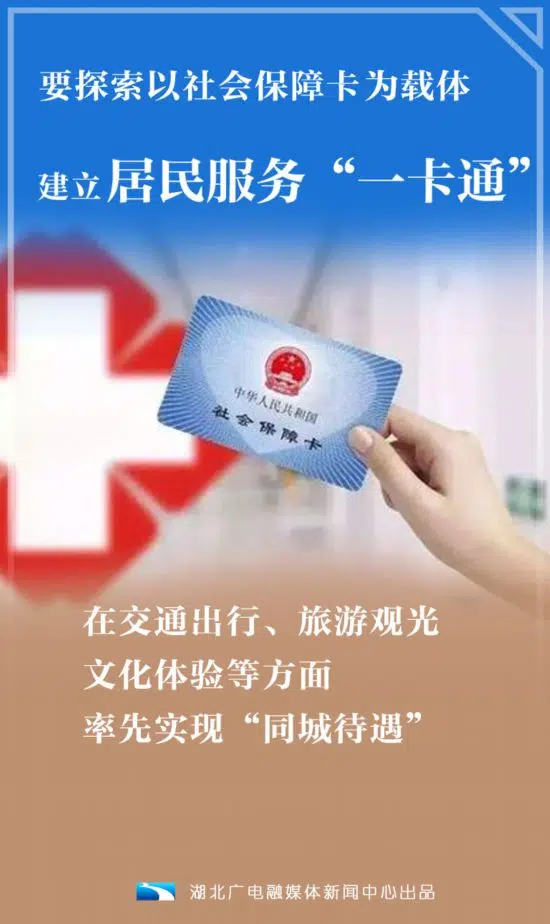 要探索以社会保障卡为载体
建立居民服务“一卡通”
中华人民共和国
社会保障卡
在交通出行、旅游观光
文化体验等方面
率先实现“同城待遇”
湖北广电融媒体新闻中心出品